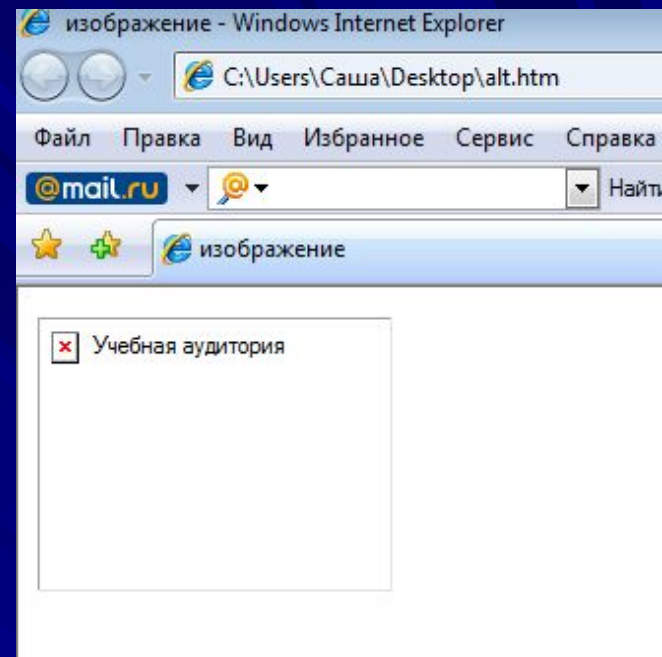 изображение - Windows Internet Explorer
C:\Users\Саша\Desktop\alt.htm
Файл Правка Вид Избранное Сервис Справка
@mail.ru Найти
изображение
Учебная аудитория